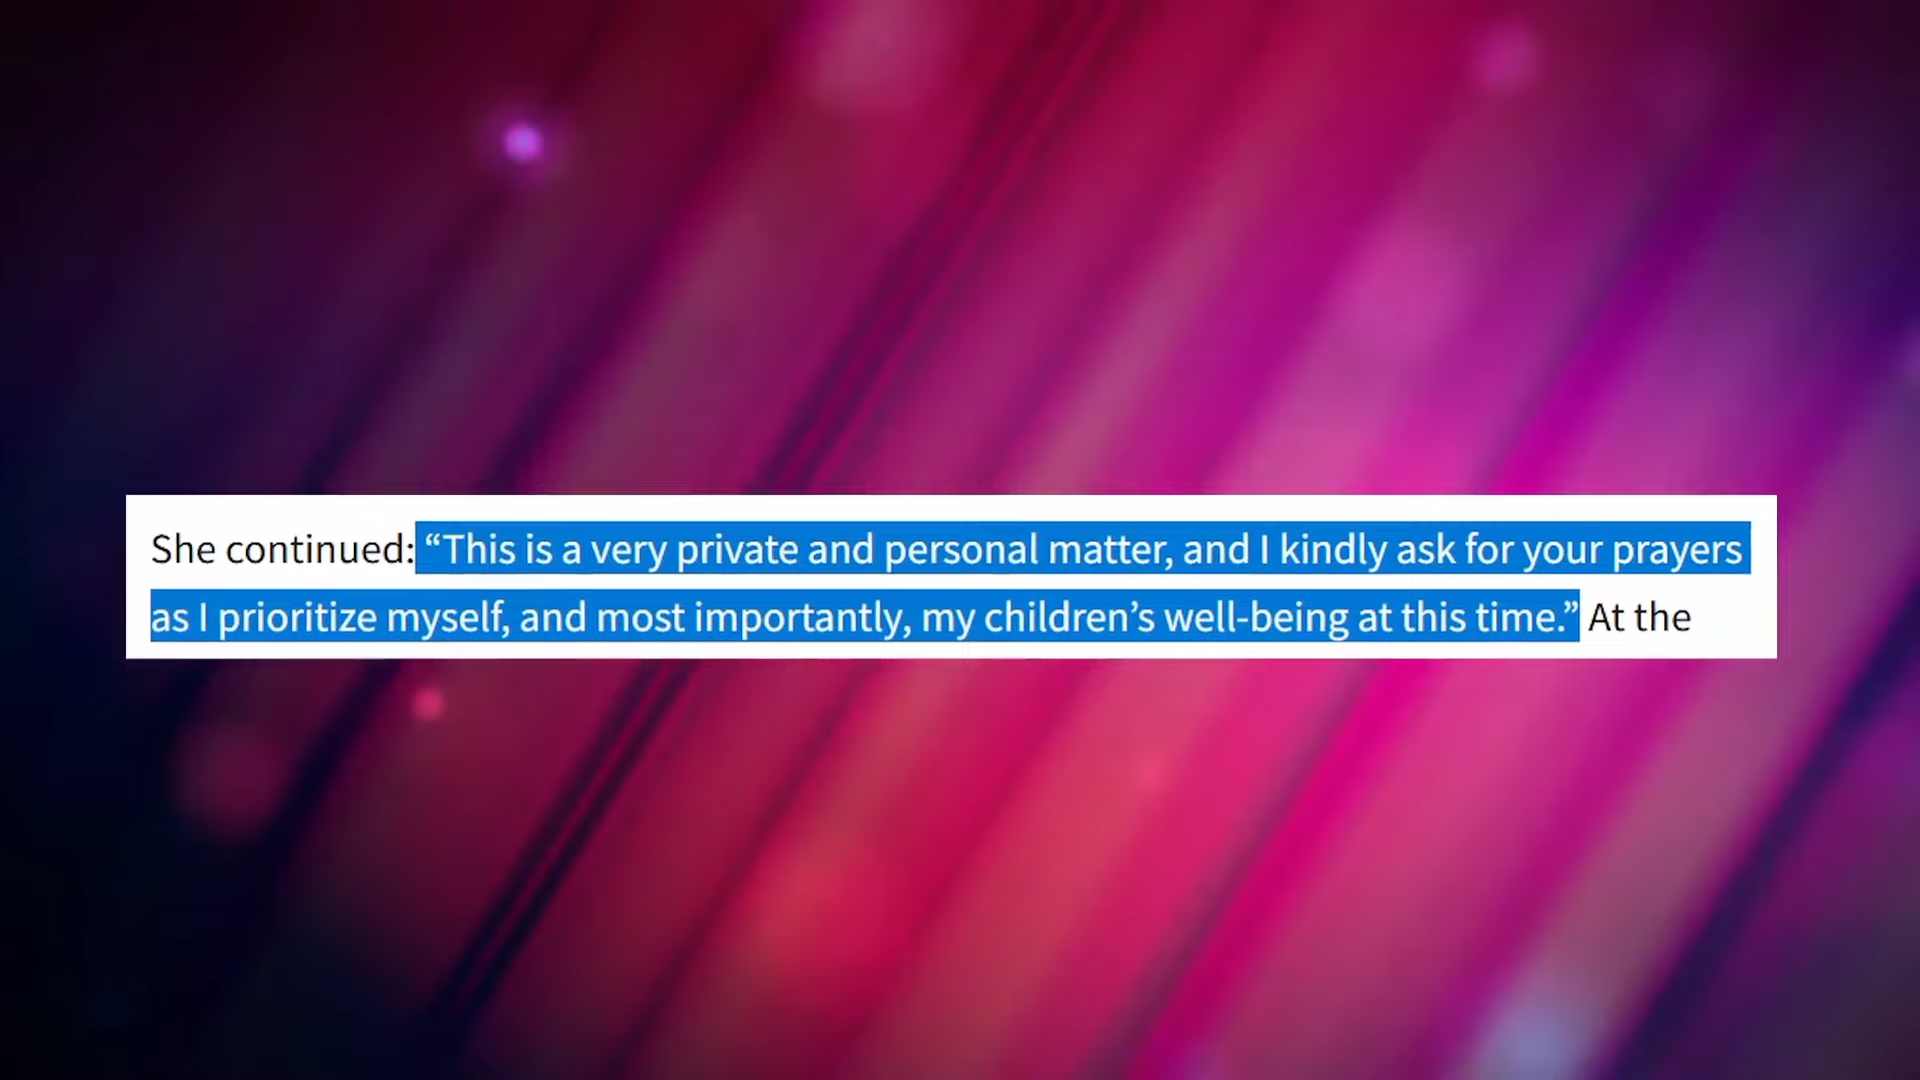 She continued: “This is a very private and personal matter, and I kindly ask for your prayers
as I prioritize myself, and most importantly, my children’s well-being at this time.” At the